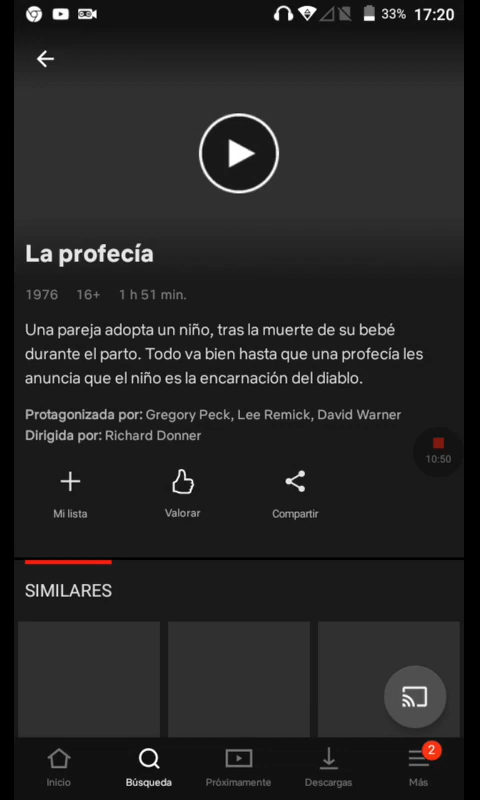 33% 17:20
La profecía
1976 16+ 1 h 51 min.
Una pareja adopta un niño, tras la muerte de su bebé
durante el parto. Todo va bien hasta que una profecía les
anuncia que el niño es la encarnación del diablo.
Protagonizada por: Gregory Peck, Lee Remick, David Warner
Dirigida por: Richard Donner
10:50
Mi lista Valorar Compartir
SIMILARES
2
Inicio Búsqueda Próximamente Descargas Más